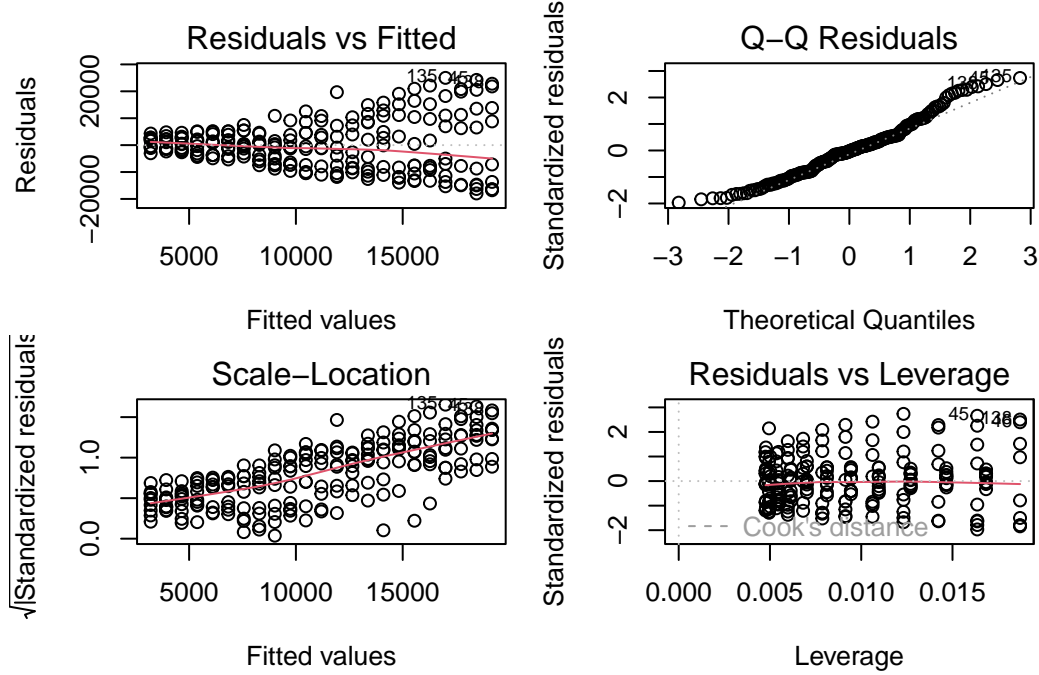 Residuals vs Fitted
Residuals
−20000
20000
135
5000
10000
15000
Fitted values
Q−Q Residuals
Standardized residuals
−2
0
2
135
−3
−2
−1
0
1
2
3
Theoretical Quantiles
Scale−Location
√|Standardized residuals
0.0
1.0
135
5000
10000
15000
Fitted values
Residuals vs Leverage
Standardized residuals
−2
0
2
45
138
Cook's distance
0.000
0.005
0.010
0.015
Leverage